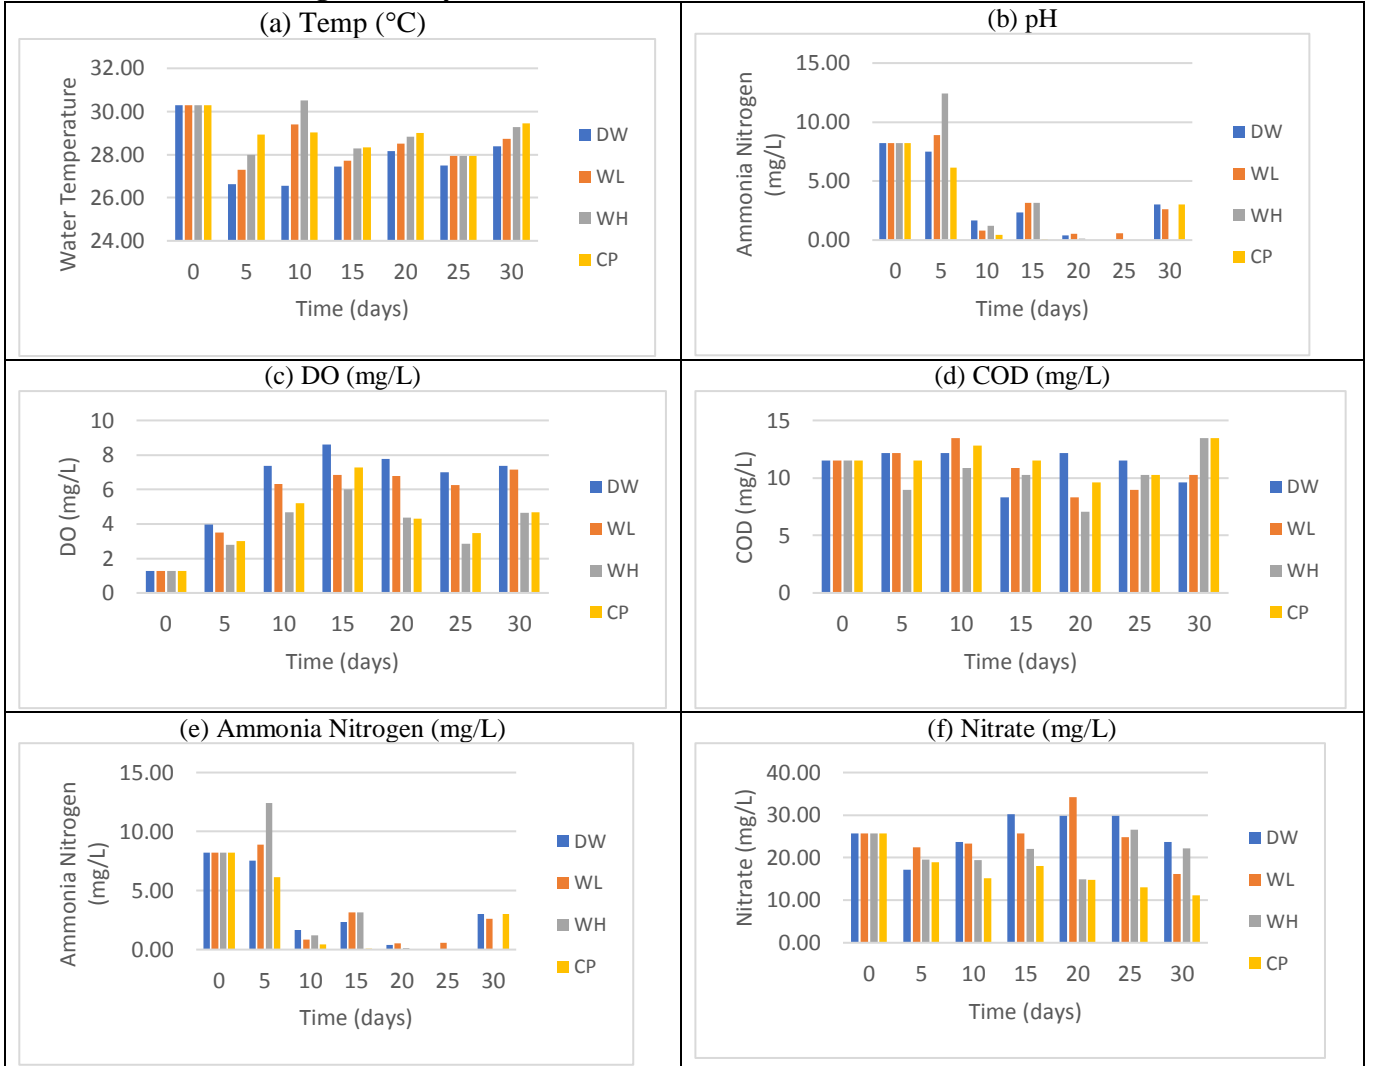 (a) Temp (°C)
32.00
30.00
28.00
26.00
24.00
Water Temperature
0 5 10 15 20 25 30
Time (days)
DW
WL
WH
CP
(b) pH
15.00
10.00
5.00
0.00
Ammonia Nitrogen
(mg/L)
0 5 10 15 20 25 30
Time (days)
DW
WL
WH
CP
(c) DO (mg/L)
10
8
6
4
2
0
DO (mg/L)
0 5 10 15 20 25 30
Time (days)
DW
WL
WH
CP
(d) COD (mg/L)
15
10
5
0
COD (mg/L)
0 5 10 15 20 25 30
Time (days)
DW
WL
WH
CP
(e) Ammonia Nitrogen (mg/L)
15.00
10.00
5.00
0.00
Ammonia Nitrogen
(mg/L)
0 5 10 15 20 25 30
Time (days)
DW
WL
WH
CP
(f) Nitrate (mg/L)
40.00
30.00
20.00
10.00
0.00
Nitrate (mg/L)
0 5 10 15 20 25 30
Time (days)
DW
WL
WH
CP